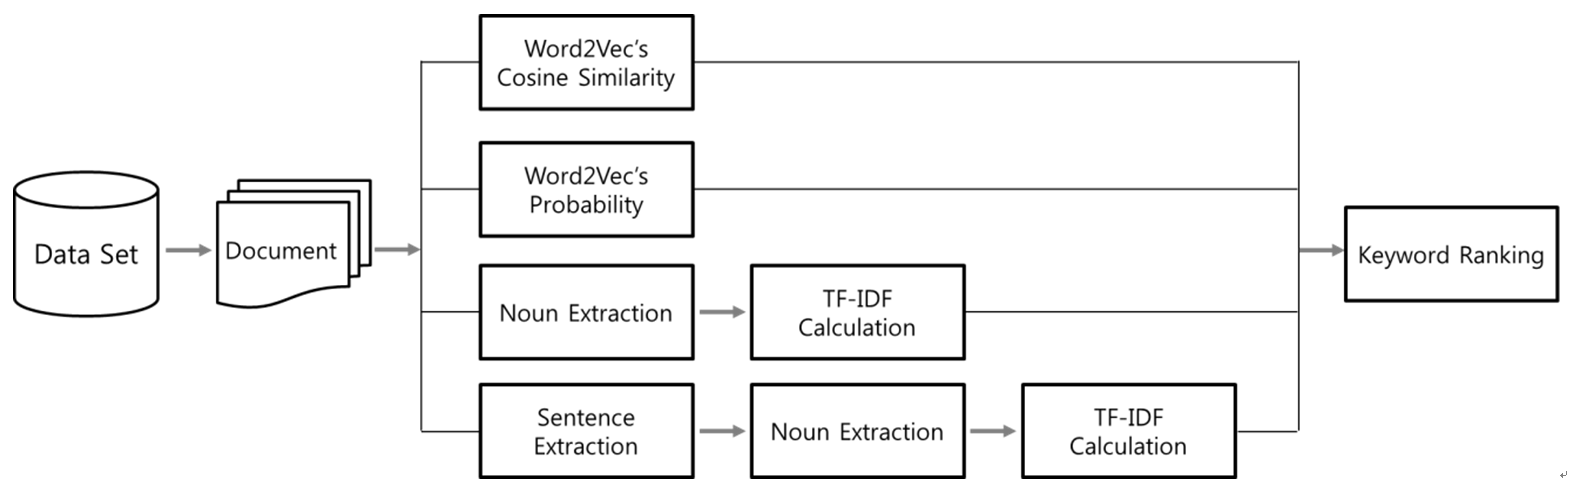 Data Set
Document
Word2Vec's
Cosine Similarity
Word2Vec's
Probability
Noun Extraction
TF-IDF
Calculation
Sentence
Extraction
Noun Extraction
TF-IDF
Calculation
Keyword Ranking